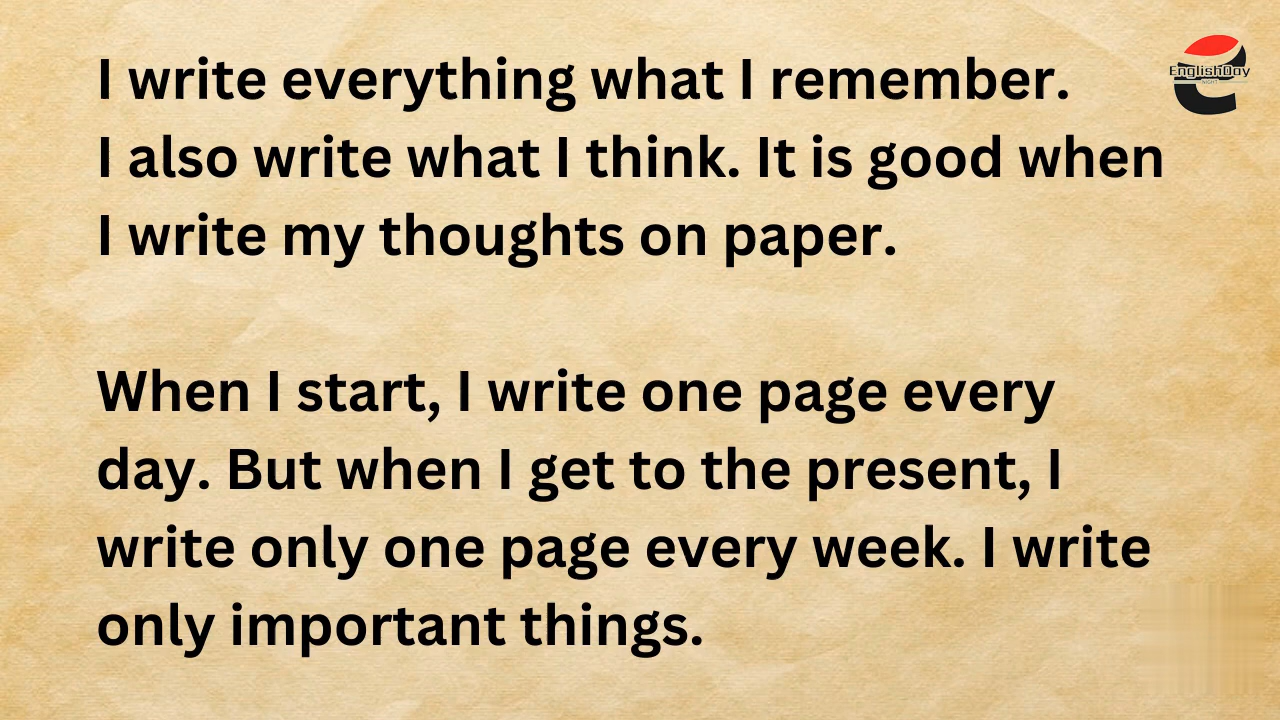 I write everything what I remember.
I also write what I think. It is good when
I write my thoughts on paper.
When I start, I write one page every
day. But when I get to the present, I
write only one page every week. I write
only important things.
EnglishDay